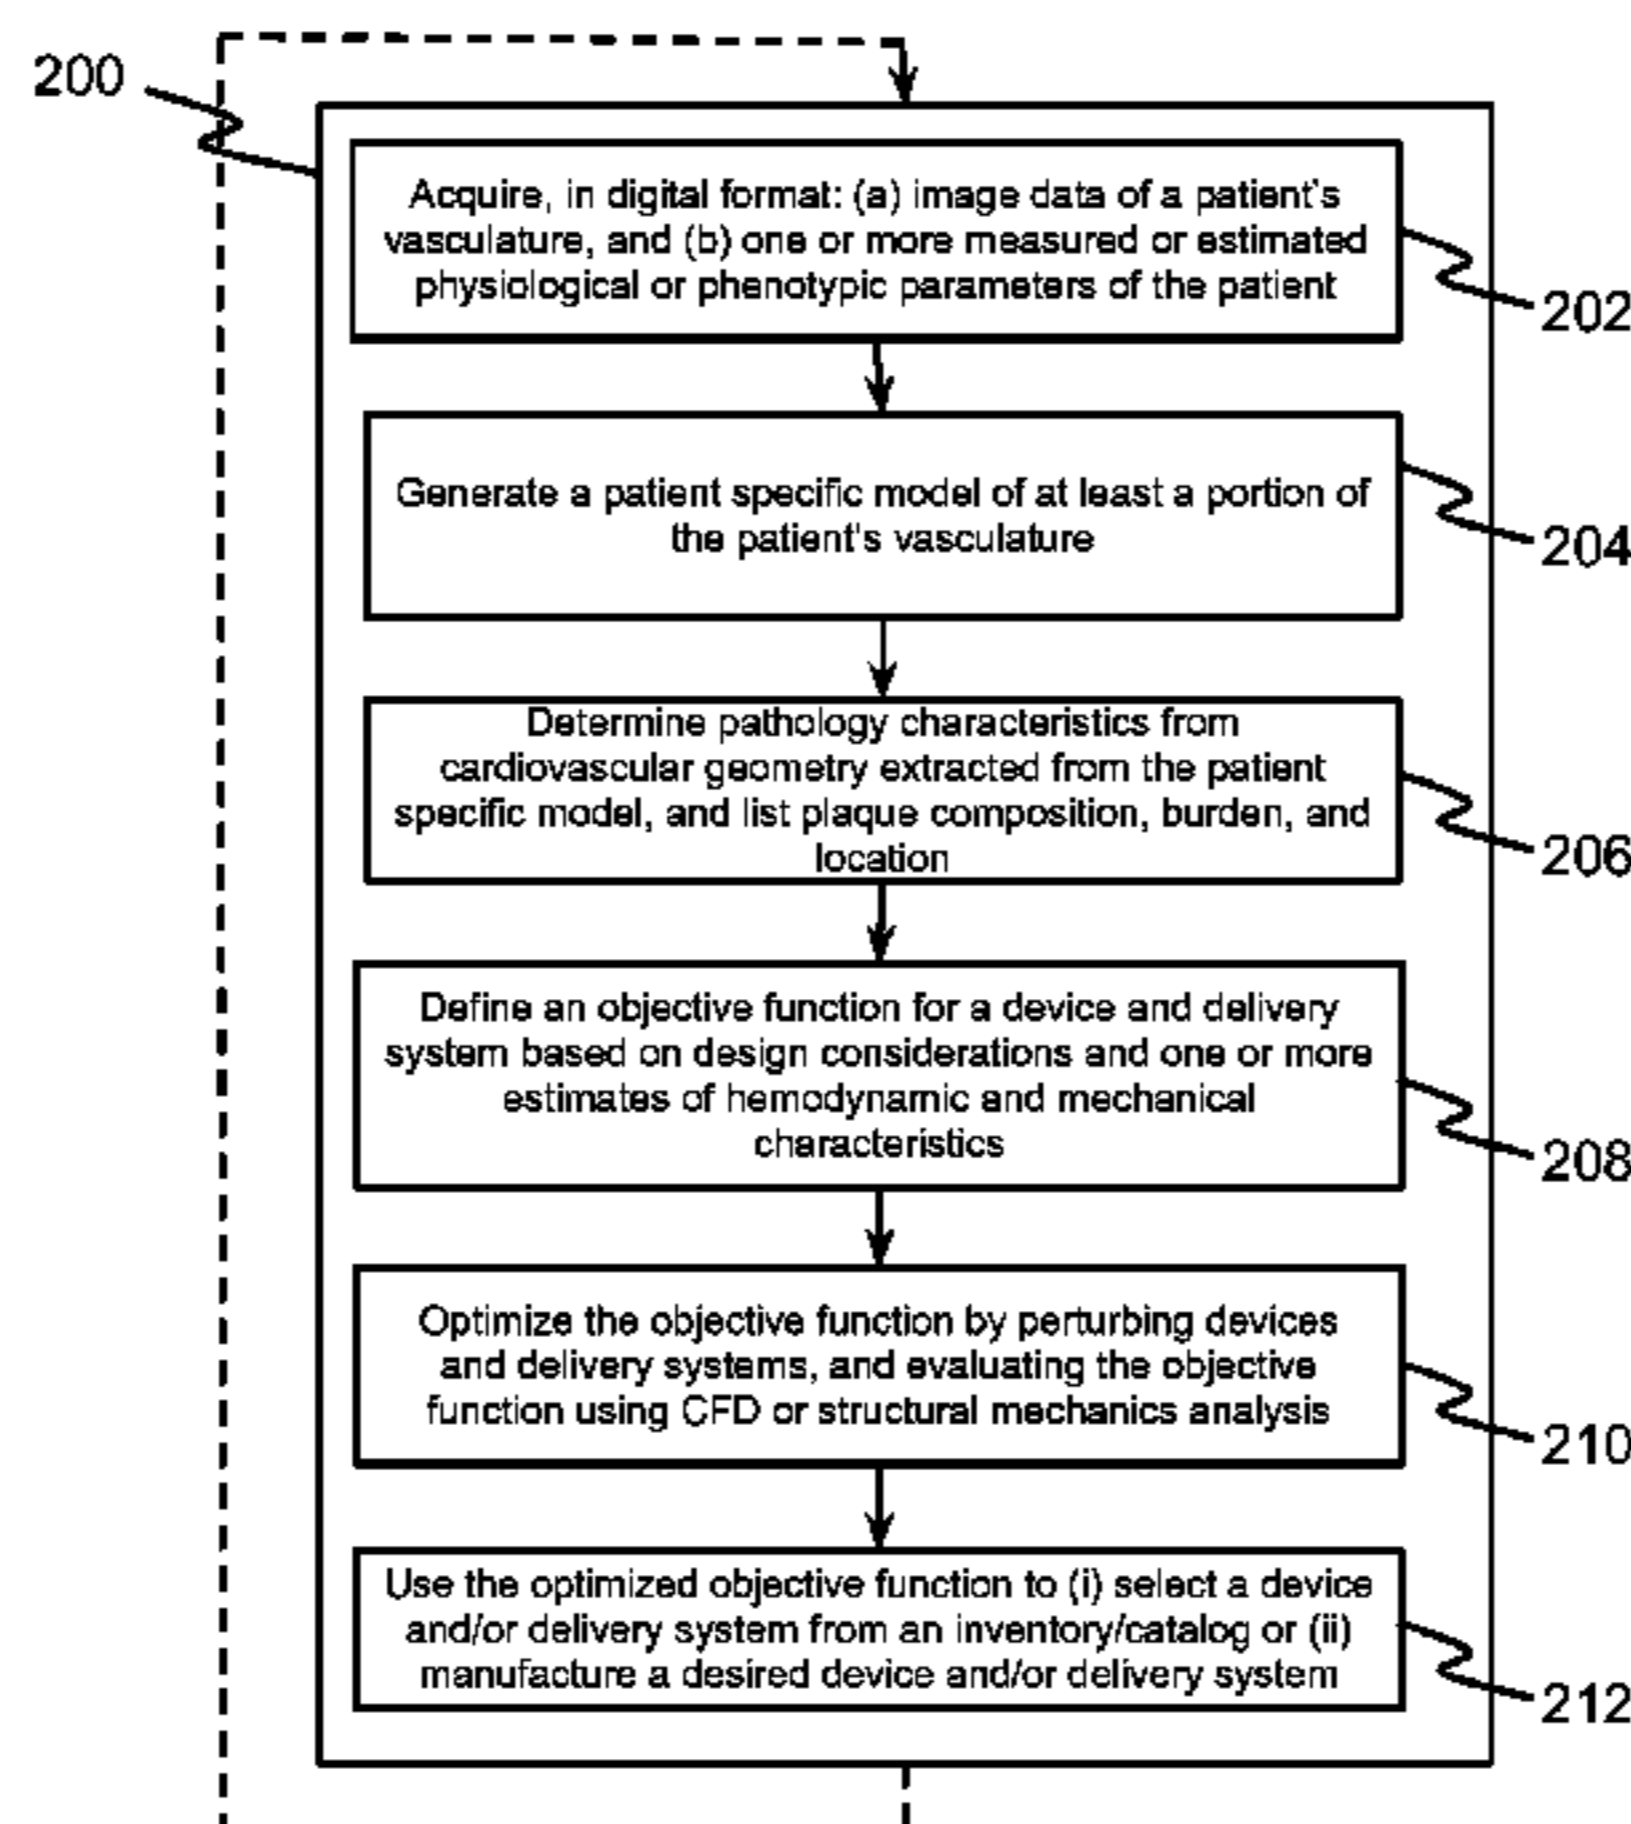 200
Acquire, in digital format: (a) image data of a patient's
vasculature, and (b) one or more measured or estimated
physiological or phenotypic parameters of the patient
202
Generate a patient specific model of at least a portion of
the patient's vasculature
204
Determine pathology characteristics from
cardiovascular geometry extracted from the patient
specific model, and list plaque composition, burden, and
location
206
Define an objective function for a device and delivery
system based on design considerations and one or more
estimates of hemodynamic and mechanical
characteristics
208
Optimize the objective function by perturbing devices
and delivery systems, and evaluating the objective
function using CFD or structural mechanics analysis
210
Use the optimized objective function to (i) select a device
and/or delivery system from an inventory/catalog or (ii)
manufacture a desired device and/or delivery system
212